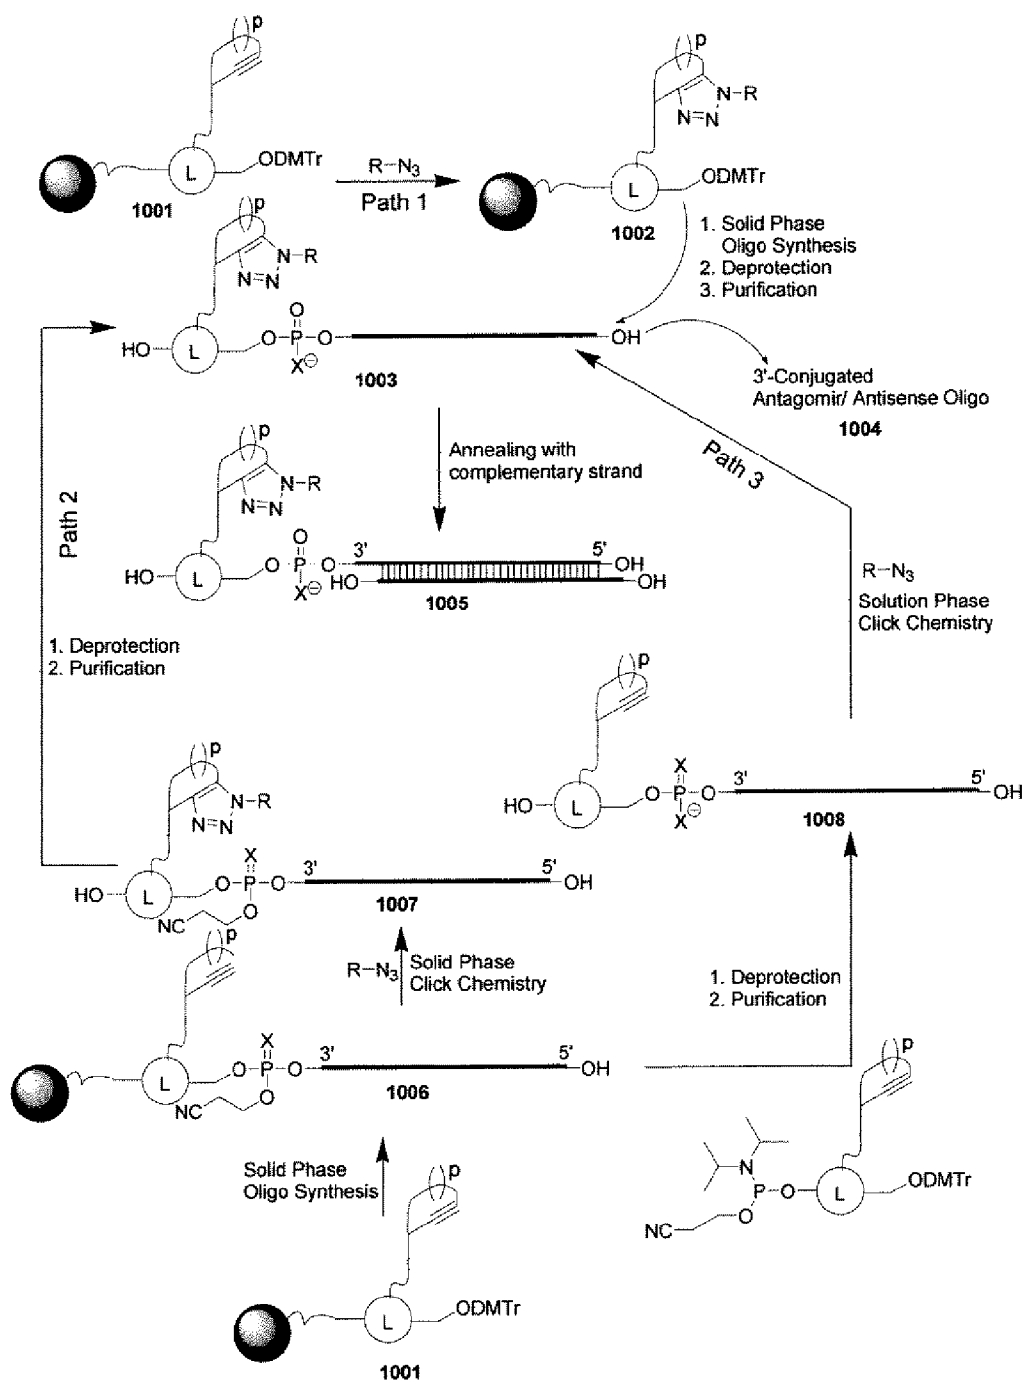 p
L
ODMTr
1001
R–N3
Path 1
p
N–R
N=N
L
ODMTr
1002
1. Solid Phase
Oligo Synthesis
2. Deprotection
3. Purification
p
N–R
N=N
HO
L
O
O
P
X⊖
O
OH
1003
3'-Conjugated
Antagomir/ Antisense Oligo
1004
Annealing with
complementary strand
Path 2
Path 3
p
N–R
N=N
HO
L
O
O
P
X⊖
O
3'
5'
OH
HO
OH
1005
1. Deprotection
2. Purification
R–N3
Solution Phase
Click Chemistry
p
HO
L
O
X
P
X⊖
O
3'
5'
OH
1008
p
N–R
N=N
HO
L
O
X
P
O
O
NC
3'
5'
OH
1007
R–N3
Solid Phase
Click Chemistry
1. Deprotection
2. Purification
p
L
O
X
P
O
O
NC
3'
5'
OH
1006
Solid Phase
Oligo Synthesis
p
L
ODMTr
1001
p
N
P
O
O
NC
L
ODMTr